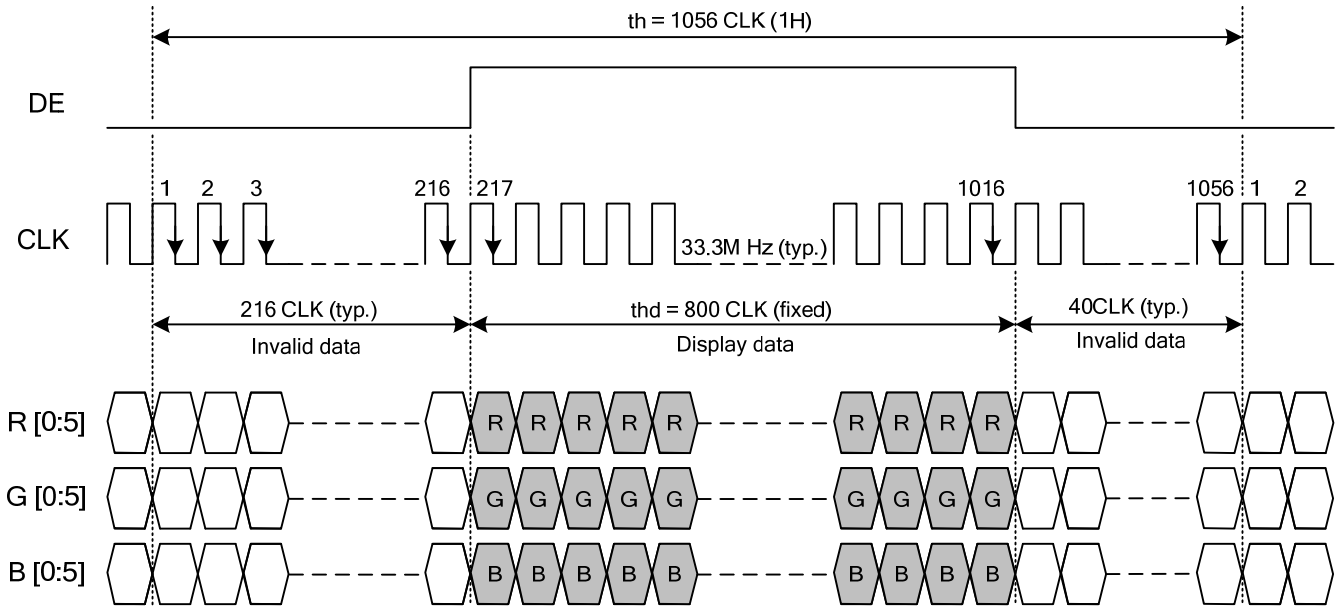 th = 1056 CLK (1H)
DE
1 2 3 216 217 1016 1056 1 2
CLK
33.3M Hz (typ.)
216 CLK (typ.) thd = 800 CLK (fixed) 40CLK (typ.)
Invalid data Display data Invalid data
R [0:5] R R R R R R R R R
G [0:5] G G G G G G G G G
B [0:5] B B B B B B B B B